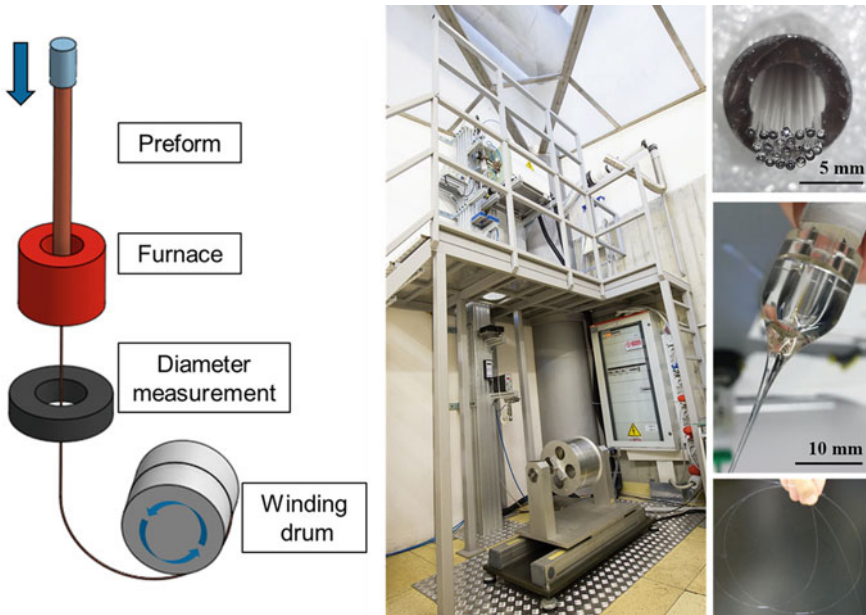 Preform
Furnace
Diameter
measurement
Winding
drum
5 mm
10 mm